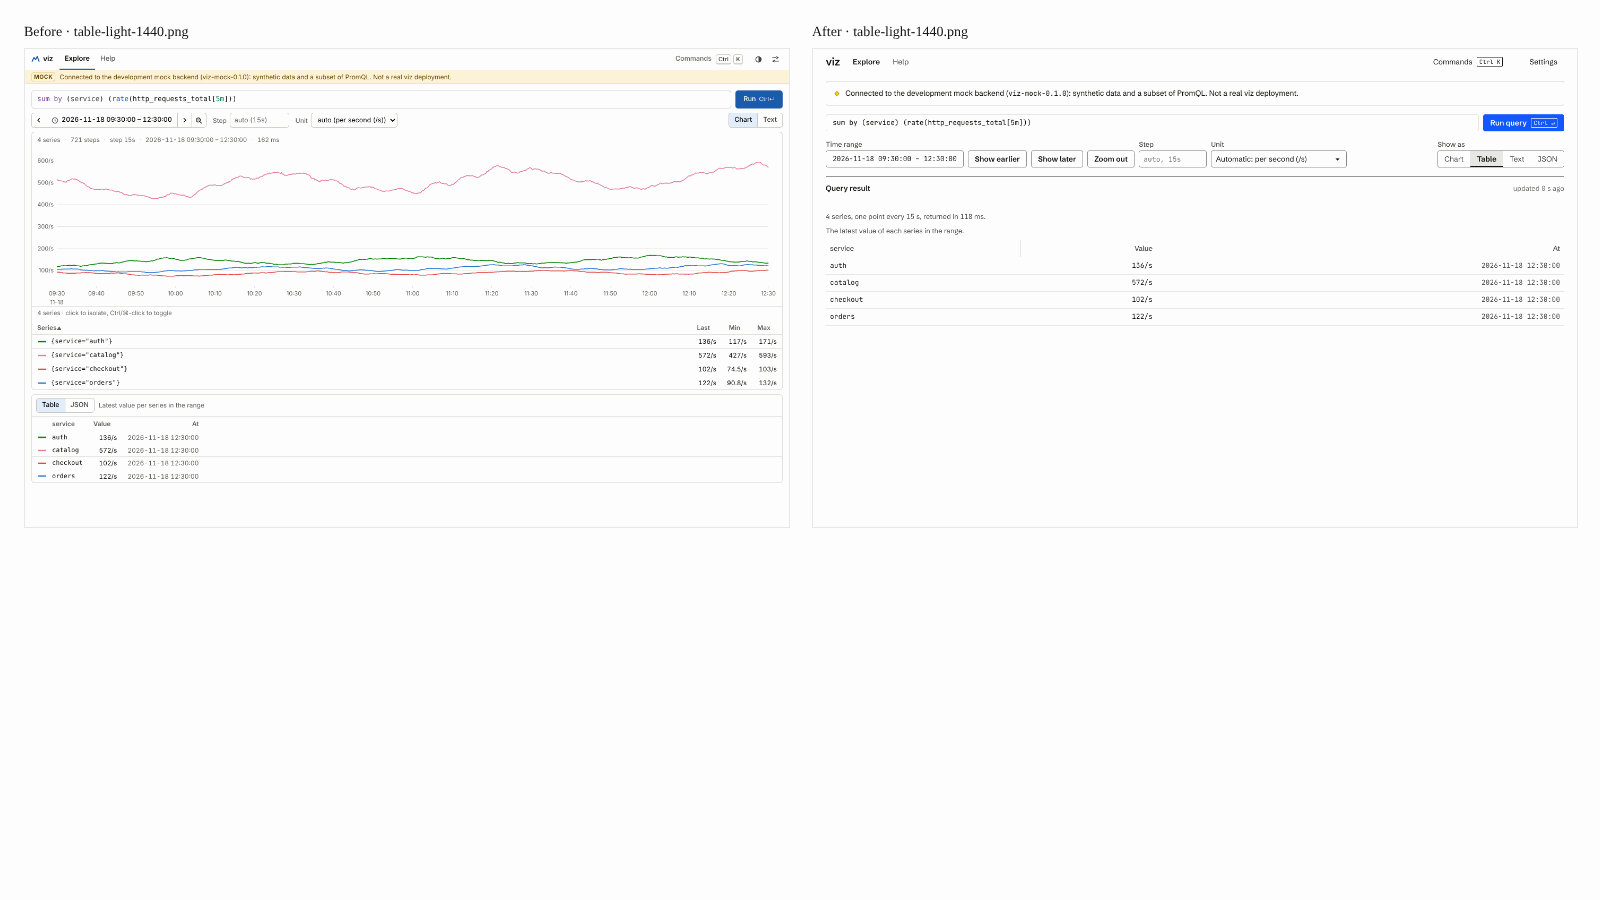 Before · table-light-1440.png
viz Explore Help Commands Ctrl K
MOCK Connected to the development mock backend (viz-mock-0.1.0): synthetic data and a subset of PromQL. Not a real viz deployment.
sum by (service) (rate(http_requests_total[5m])) Run Ctrl↵
2026-11-18 09:30:00 – 12:30:00 Step auto (15s) Unit auto (per second (/s)) Chart Text
4 series 721 steps step 15s 2026-11-18 09:30:00 – 12:30:00 162 ms
600/s
500/s
400/s
300/s
200/s
100/s
09:30 09:40 09:50 10:00 10:10 10:20 10:30 10:40 10:50 11:00 11:10 11:20 11:30 11:40 11:50 12:00 12:10 12:20 12:30
11-18
4 series · click to isolate, Ctrl/⌘-click to toggle
Series▲ Last Min Max
{service="auth"} 136/s 117/s 171/s
{service="catalog"} 572/s 427/s 593/s
{service="checkout"} 102/s 74.5/s 103/s
{service="orders"} 122/s 90.8/s 132/s
Table JSON Latest value per series in the range
service Value At
auth 136/s 2026-11-18 12:30:00
catalog 572/s 2026-11-18 12:30:00
checkout 102/s 2026-11-18 12:30:00
orders 122/s 2026-11-18 12:30:00
After · table-light-1440.png
viz Explore Help Commands Ctrl K Settings
Connected to the development mock backend (viz-mock-0.1.0): synthetic data and a subset of PromQL. Not a real viz deployment.
sum by (service) (rate(http_requests_total[5m])) Run query Ctrl ↵
Time range Step Unit Show as
2026-11-18 09:30:00 – 12:30:00 Show earlier Show later Zoom out auto, 15s Automatic: per second (/s) Chart Table Text JSON
Query result updated 0 s ago
4 series, one point every 15 s, returned in 118 ms.
The latest value of each series in the range.
service Value At
auth 136/s 2026-11-18 12:30:00
catalog 572/s 2026-11-18 12:30:00
checkout 102/s 2026-11-18 12:30:00
orders 122/s 2026-11-18 12:30:00